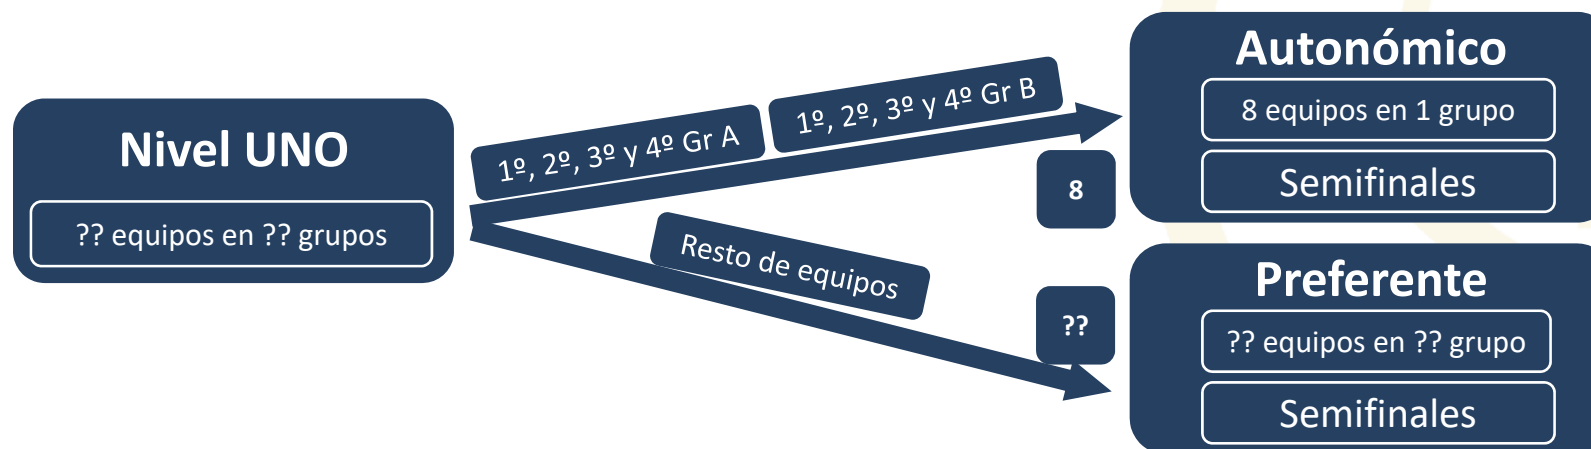 Nivel UNO
?? equipos en ?? grupos
1º, 2º, 3º y 4º Gr A
1º, 2º, 3º y 4º Gr B
8
Resto de equipos
??
Autonómico
8 equipos en 1 grupo
Semifinales
Preferente
?? equipos en ?? grupo
Semifinales